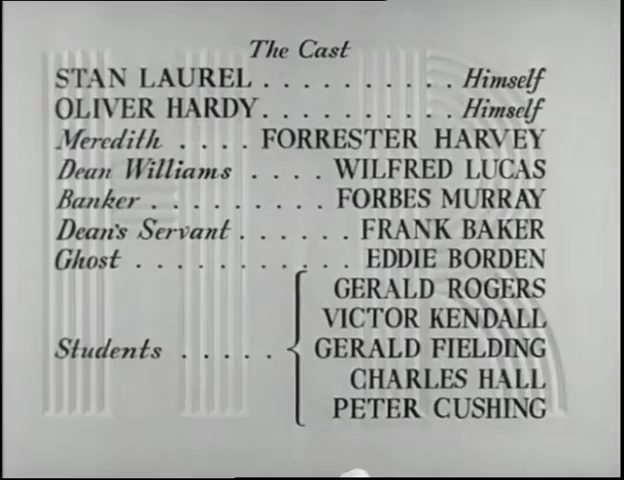 The Cast
STAN LAUREL . . . . . . . . . . Himself
OLIVER HARDY . . . . . . . . . . Himself
Meredith . . . . FORRESTER HARVEY
Dean Williams . . . . WILFRED LUCAS
Banker . . . . . . . . . FORBES MURRAY
Dean's Servant . . . . . . FRANK BAKER
Ghost . . . . . . . . . . . EDDIE BORDEN
GERALD ROGERS
VICTOR KENDALL
Students . . . . . GERALD FIELDING
CHARLES HALL
PETER CUSHING